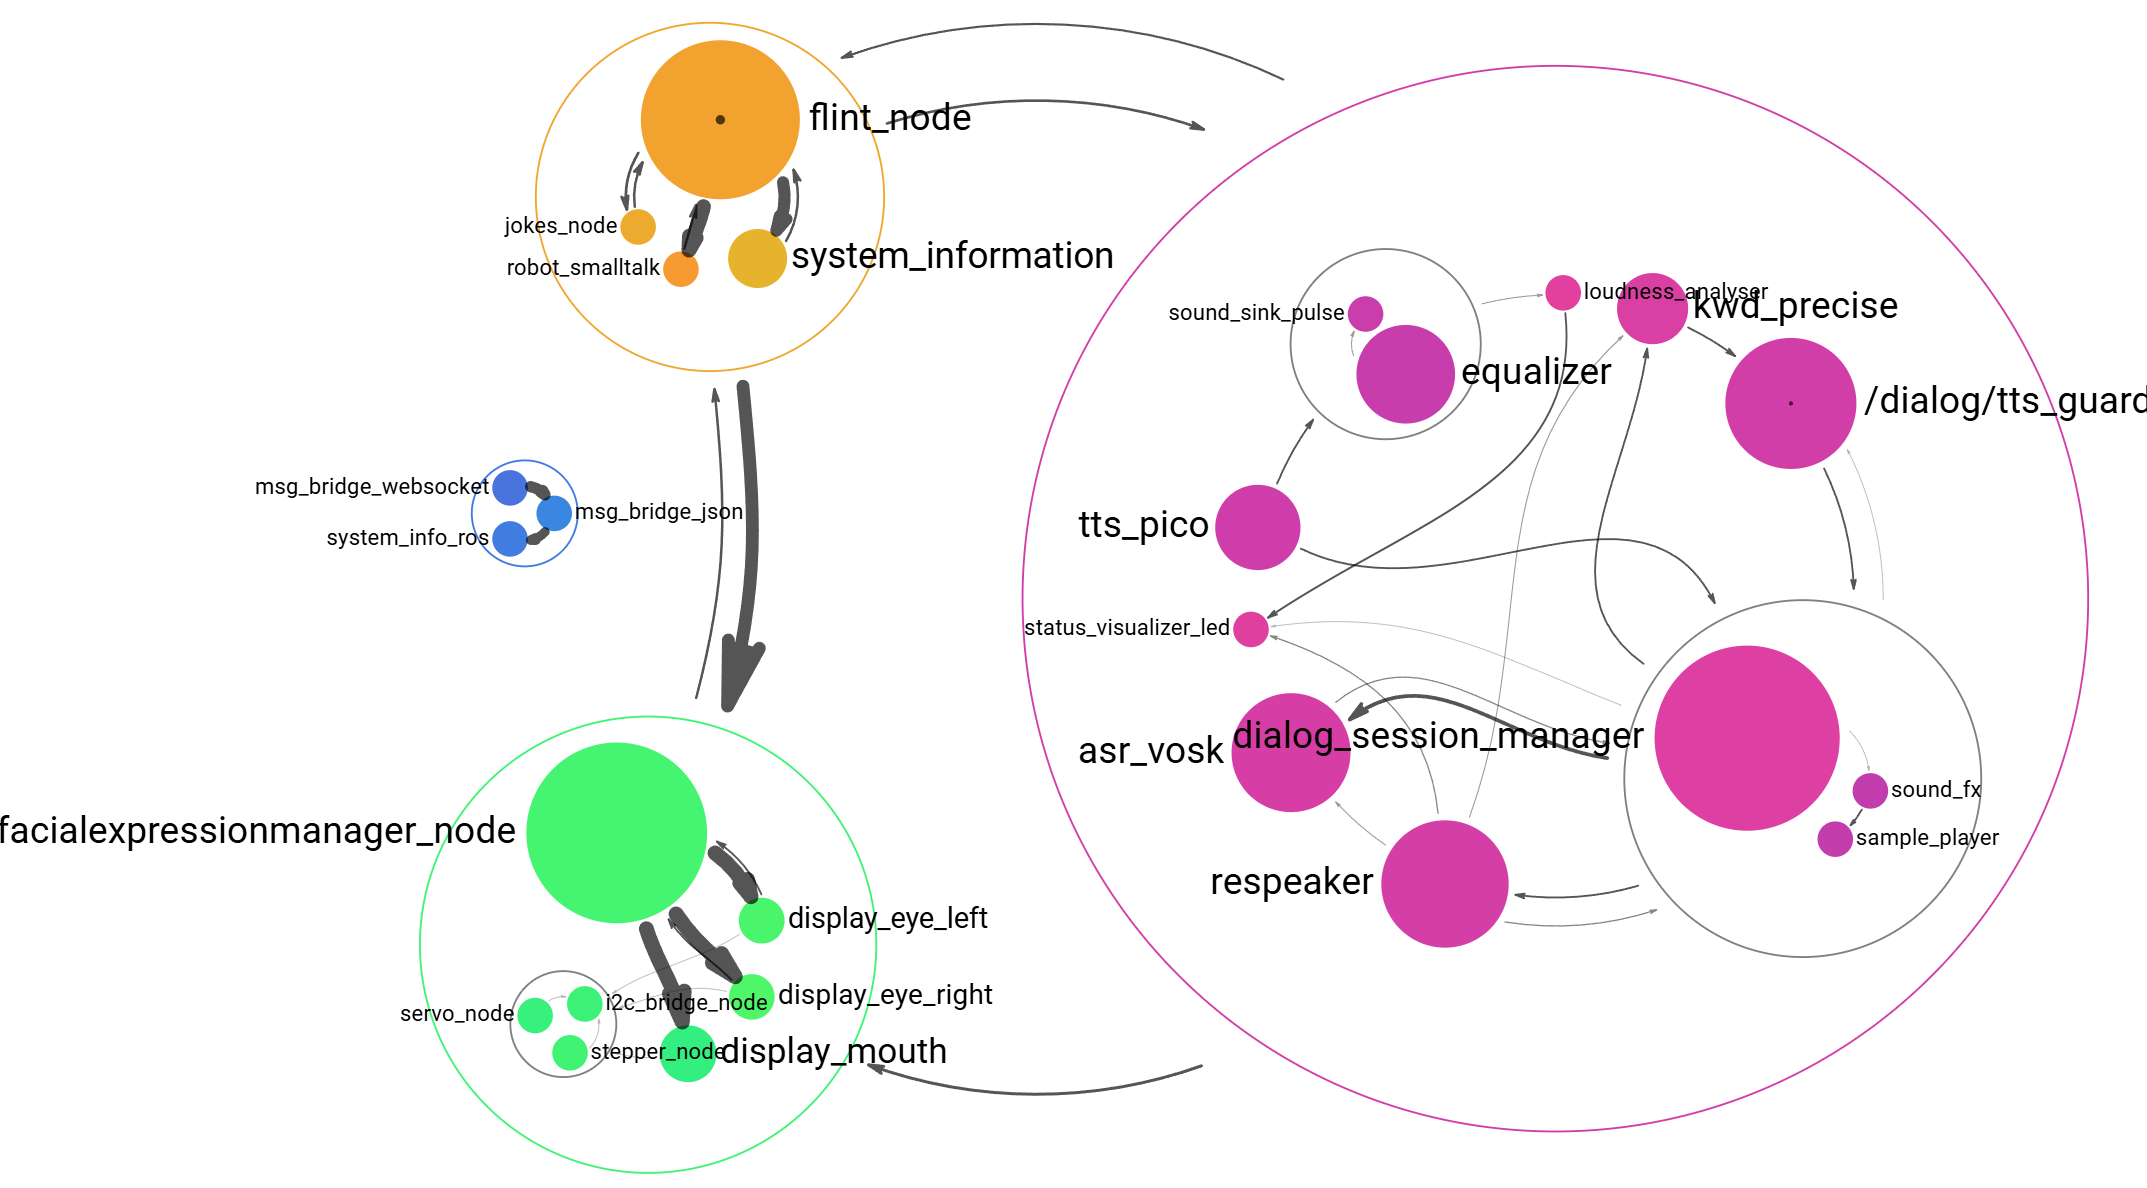 flint_node
jokes_node
robot_smalltalk
system_information
msg_bridge_websocket
msg_bridge_json
system_info_ros
facialexpressionmanager_node
display_eye_left
display_eye_right
i2c_bridge_node
servo_node
stepper_node
display_mouth
sound_sink_pulse
equalizer
loudness_analyser
kwd_precise
/dialog/tts_guard
tts_pico
status_visualizer_led
asr_vosk
dialog_session_manager
sound_fx
sample_player
respeaker